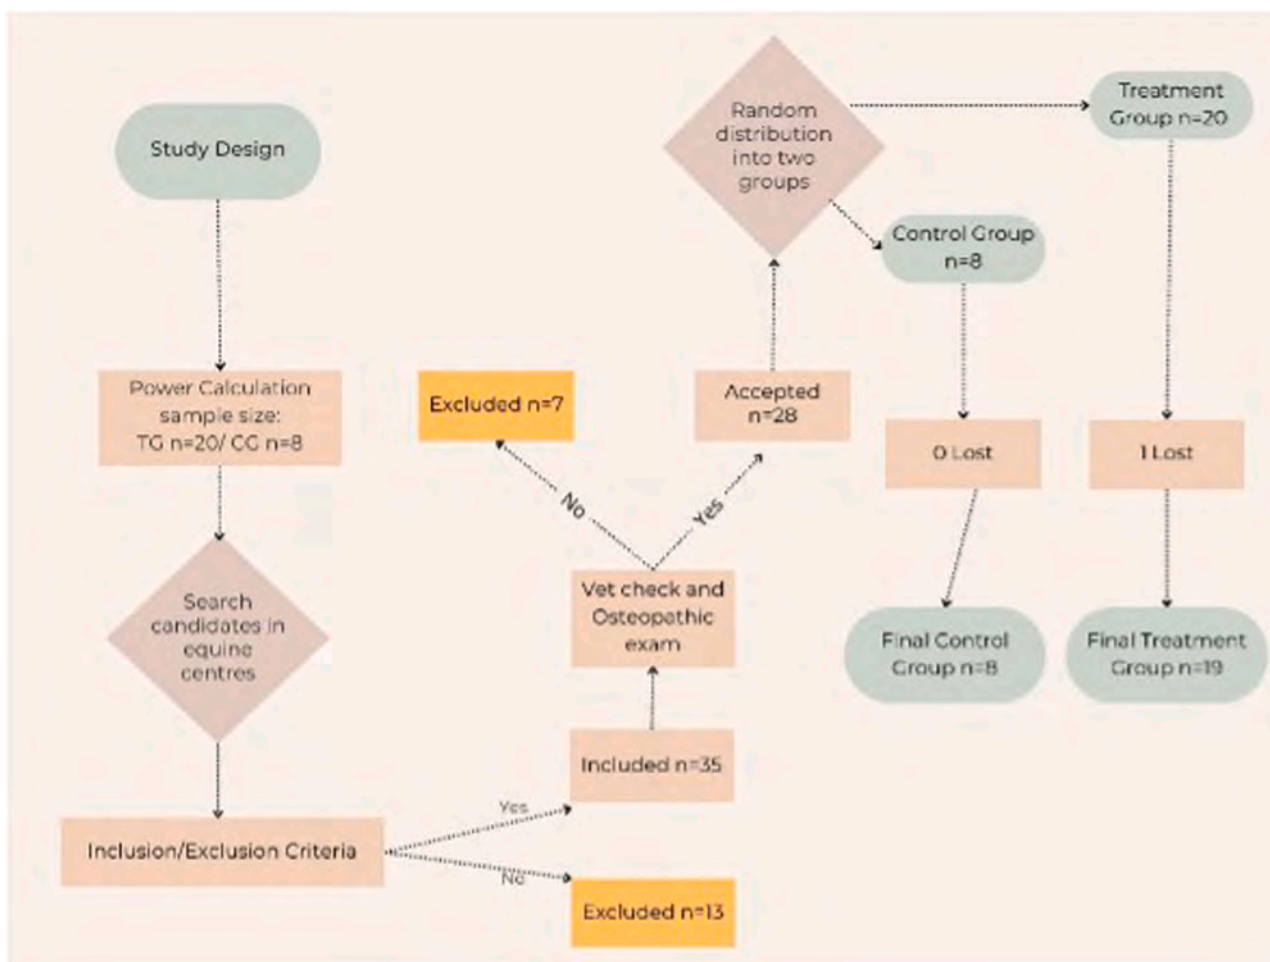 Study Design
Power Calculation
sample size:
TG n=20/ CG n=8
Search
candidates in
equine
centres
Inclusion/Exclusion Criteria
Yes
No
Included n=35
Excluded n=13
Vet check and
Osteopathic
exam
No
Yes
Excluded n=7
Accepted
n=28
Random
distribution
into two
groups
Treatment
Group n=20
Control Group
n=8
0 Lost
1 Lost
Final Control
Group n=8
Final Treatment
Group n=19